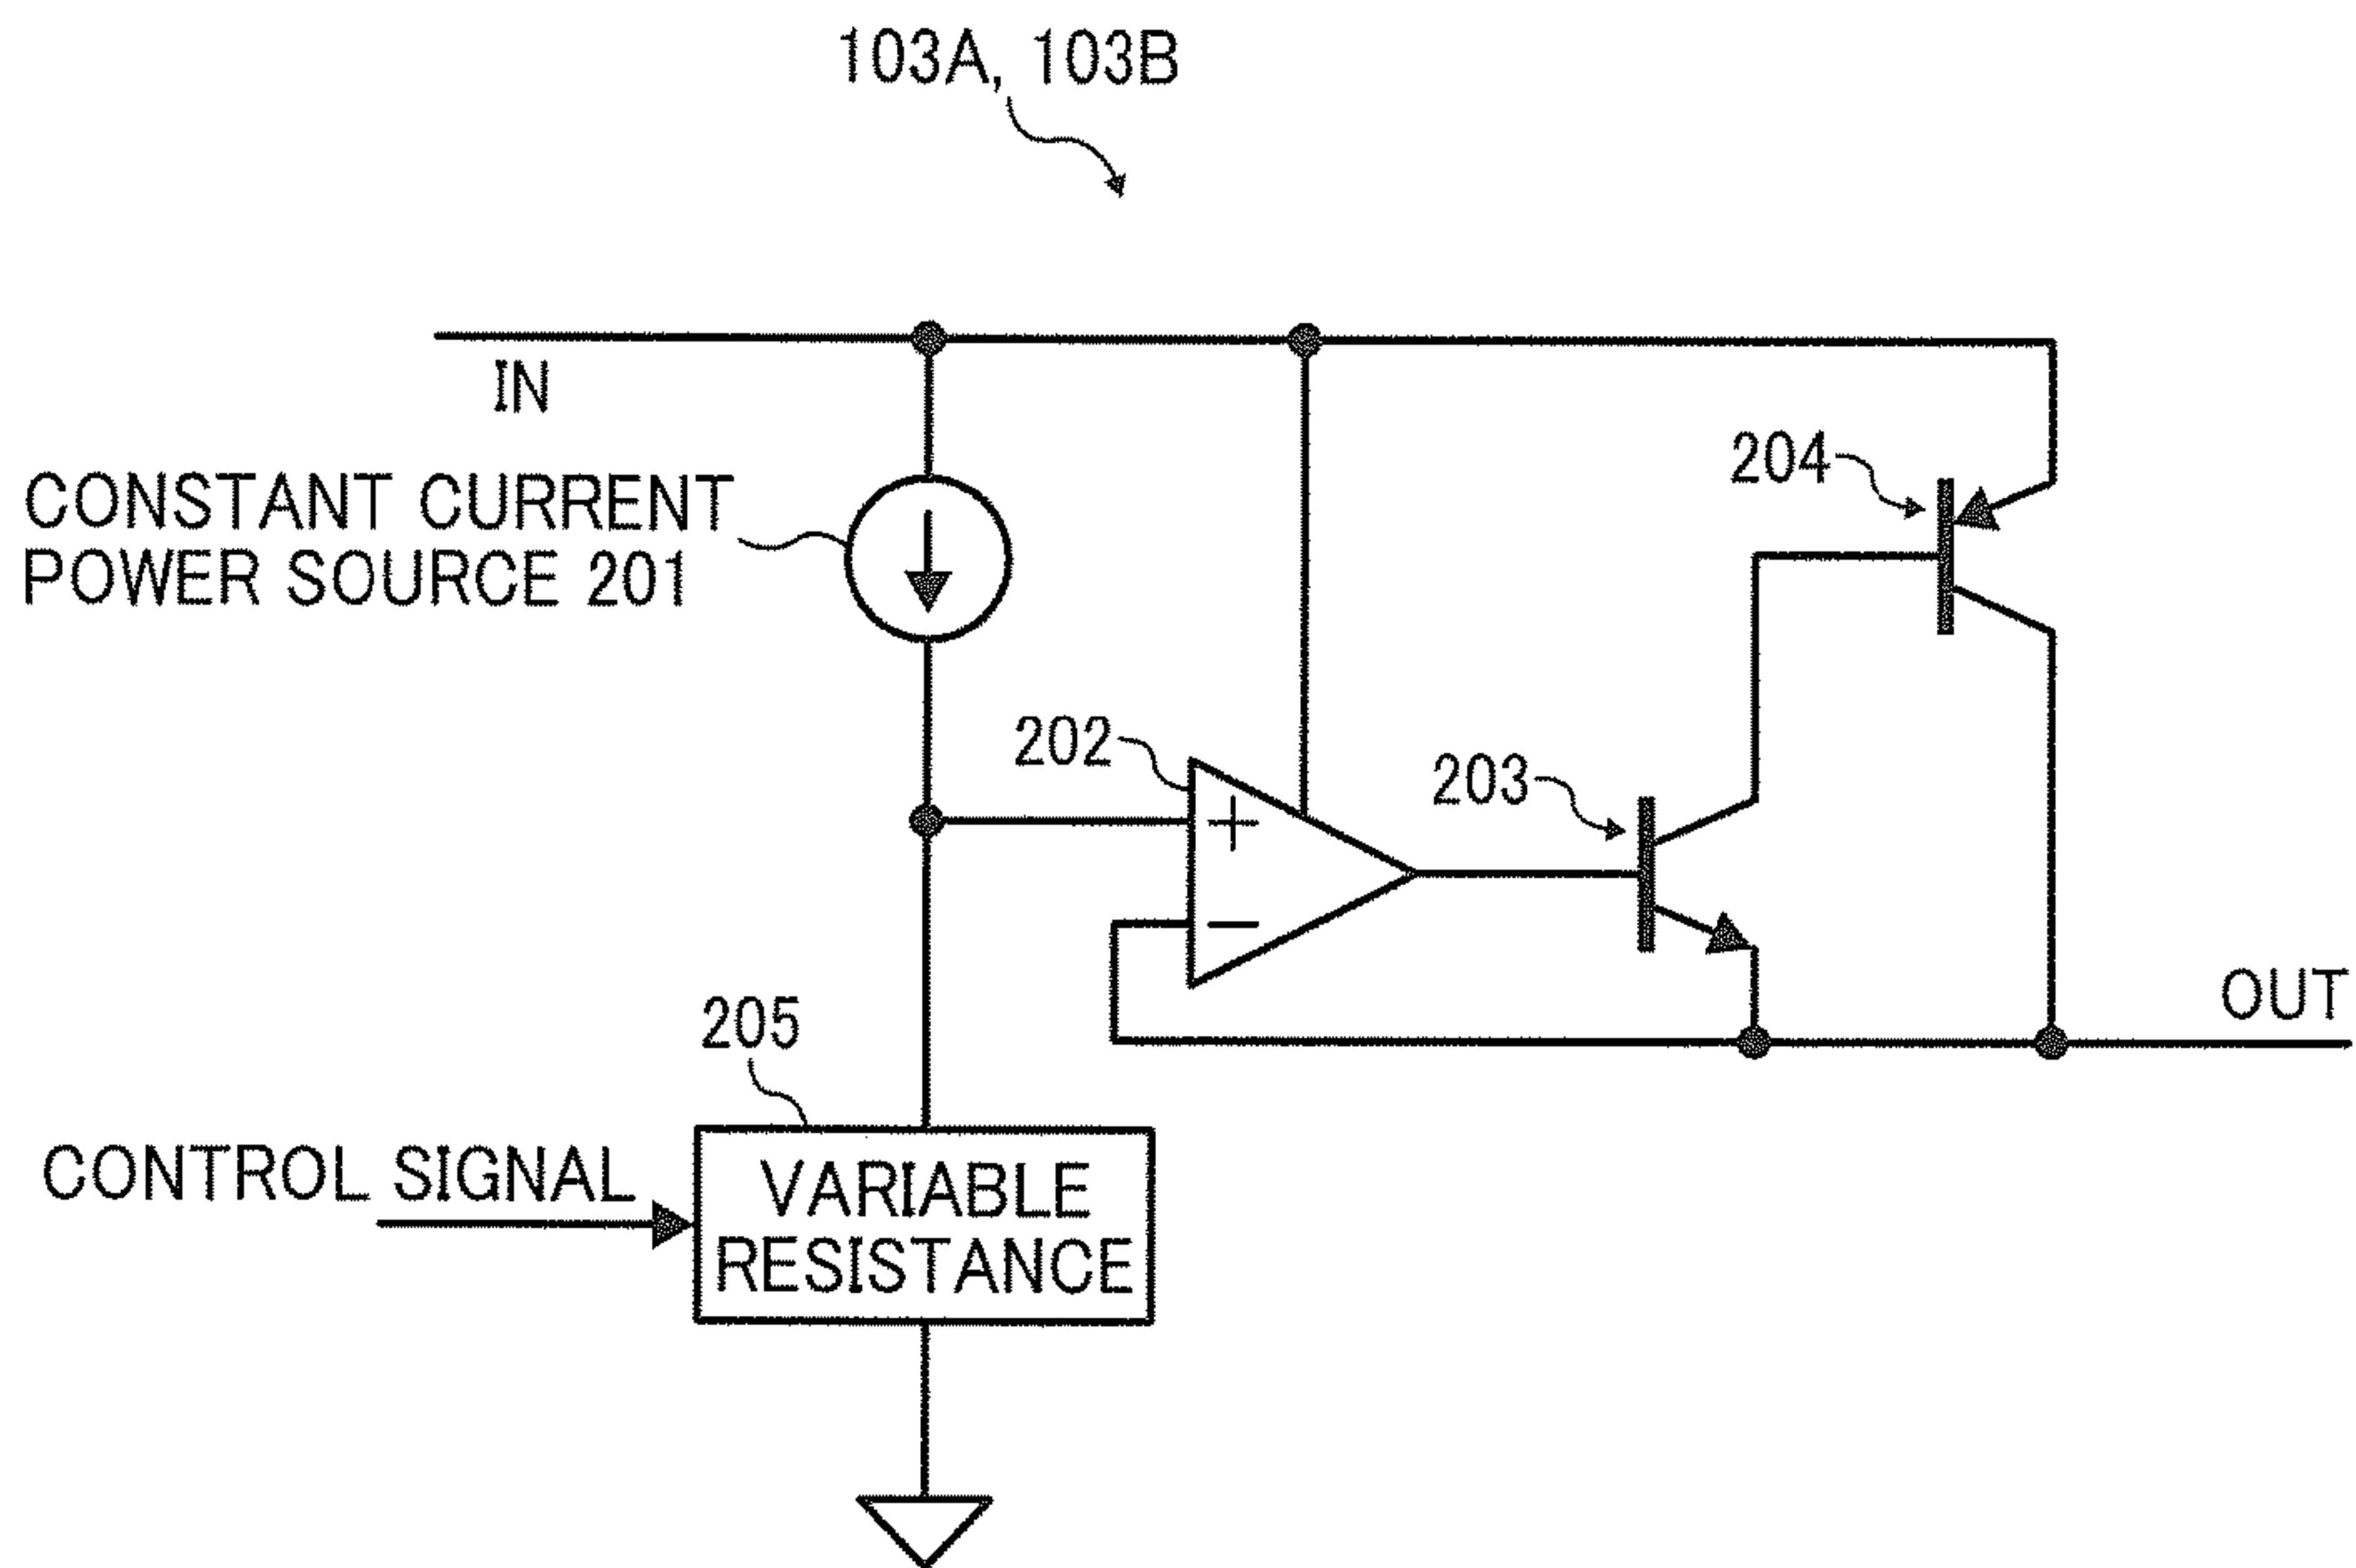 103A, 103B
IN
CONSTANT CURRENT
POWER SOURCE 201
204
202
203
+
−
OUT
205
CONTROL SIGNAL
VARIABLE
RESISTANCE